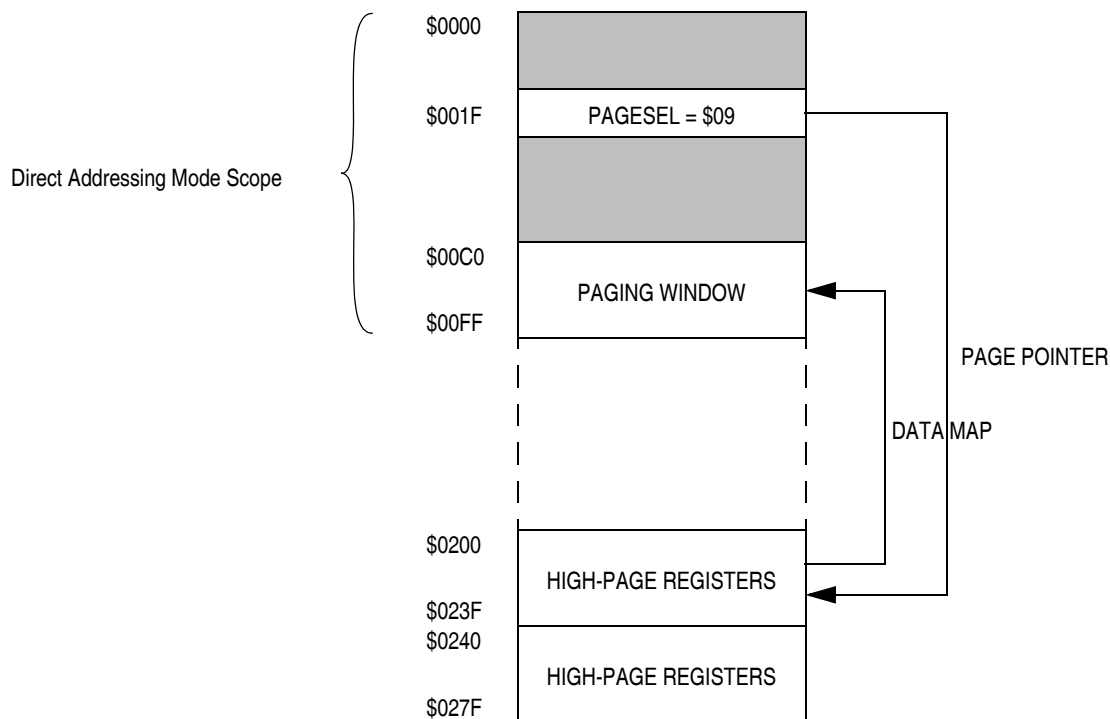 $0000
$001F
PAGESEL = $09
Direct Addressing Mode Scope
$00C0
PAGING WINDOW
$00FF
PAGE POINTER
DATA MAP
$0200
HIGH-PAGE REGISTERS
$023F
$0240
HIGH-PAGE REGISTERS
$027F